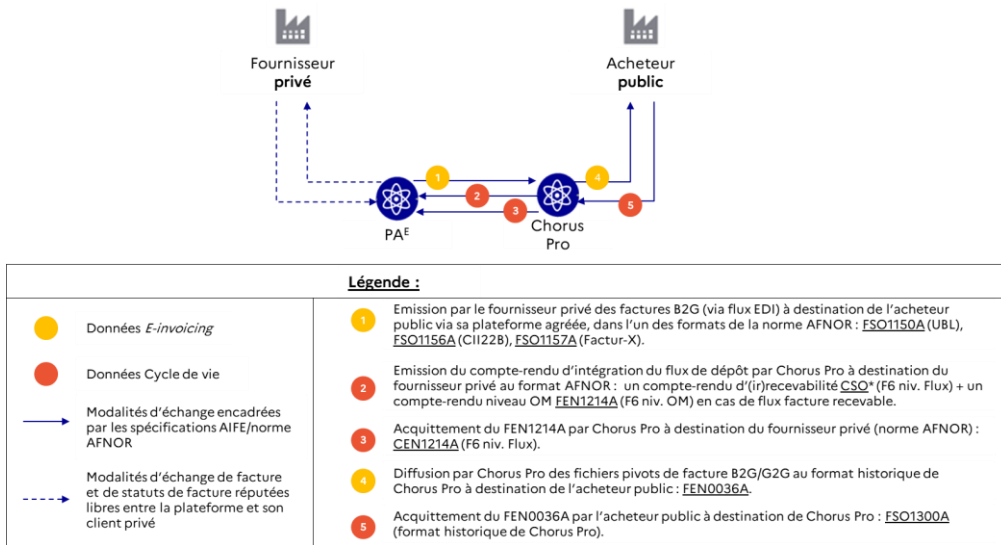 Fournisseur
privé
Acheteur
public
1
4
2
5
3
PAᴱ
Chorus
Pro
Légende :
Données E-invoicing
Données Cycle de vie
Modalités d'échange encadrées
par les spécifications AIFE/norme
AFNOR
Modalités d'échange de facture
et de statuts de facture réputées
libres entre la plateforme et son
client privé
1
Emission par le fournisseur privé des factures B2G (via flux EDI) à destination de l'acheteur
public via sa plateforme agréée, dans l'un des formats de la norme AFNOR : FSO1150A (UBL),
FSO1156A (CII22B), FSO1157A (Factur-X).
2
Emission du compte-rendu d'intégration du flux de dépôt par Chorus Pro à destination du
fournisseur privé au format AFNOR : un compte-rendu d'(ir)recevabilité CSO* (F6 niv. Flux) + un
compte-rendu niveau OM FEN1214A (F6 niv. OM) en cas de flux facture recevable.
3
Acquittement du FEN1214A par Chorus Pro à destination du fournisseur privé (norme AFNOR) :
CEN1214A (F6 niv. Flux).
4
Diffusion par Chorus Pro des fichiers pivots de facture B2G/G2G au format historique de
Chorus Pro à destination de l'acheteur public : FEN0036A.
5
Acquittement du FEN0036A par l'acheteur public à destination de Chorus Pro : FSO1300A
(format historique de Chorus Pro).